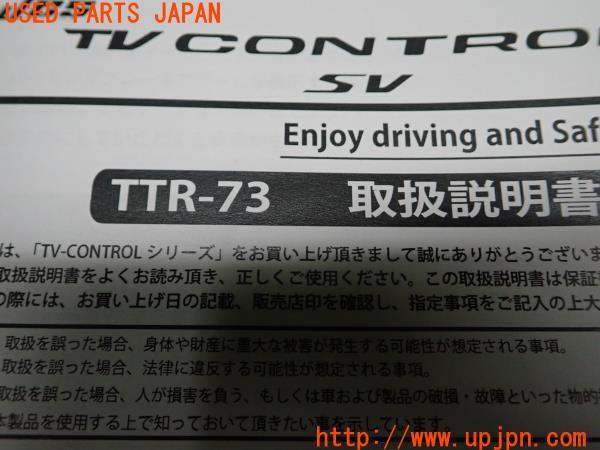 USED PARTS JAPAN
TV CONTROL
SV
Enjoy driving and Saf
TTR-73 取扱説明書
は、「TV-CONTROL シリーズ」をお買い上げ頂きまして誠にありがとうございま
取扱説明書をよくお読み頂き、正しくご使用ください。この取扱説明書は保証
の際には、お買い上げ日の記載、販売店印を確認し、指定事項をご記入の上大
取扱を誤った場合、身体や財産に重大な被害が発生する可能性が想定される事項。
取扱を誤った場合、法律に違反する可能性が想定される事項。
取扱を誤った場合、人が損害を負う、もしくは車および製品の破損・故障といった物的
本製品を使用する上で知っておいて頂きたい事を示しています。
http://www.upjpn.com